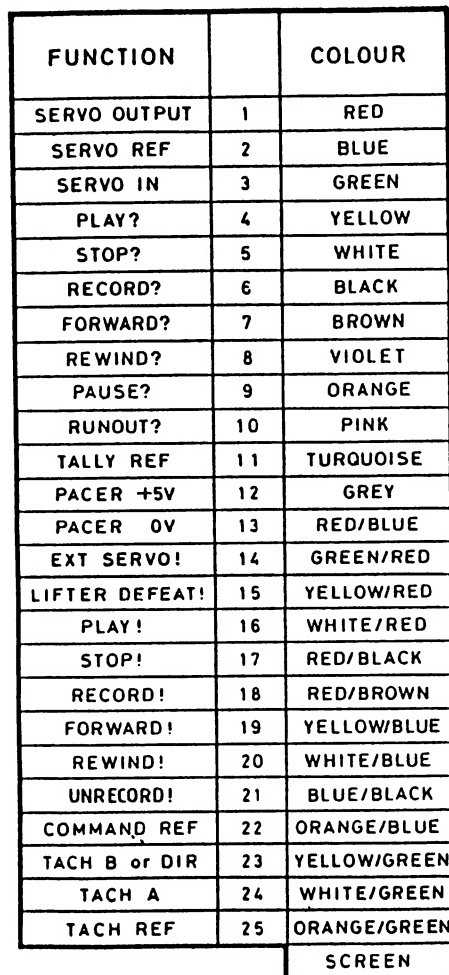 FUNCTION COLOUR
SERVO OUTPUT 1 RED
SERVO REF 2 BLUE
SERVO IN 3 GREEN
PLAY? 4 YELLOW
STOP? 5 WHITE
RECORD? 6 BLACK
FORWARD? 7 BROWN
REWIND? 8 VIOLET
PAUSE? 9 ORANGE
RUNOUT? 10 PINK
TALLY REF 11 TURQUOISE
PACER +5V 12 GREY
PACER 0V 13 RED/BLUE
EXT SERVO! 14 GREEN/RED
LIFTER DEFEAT! 15 YELLOW/RED
PLAY! 16 WHITE/RED
STOP! 17 RED/BLACK
RECORD! 18 RED/BROWN
FORWARD! 19 YELLOW/BLUE
REWIND! 20 WHITE/BLUE
UNRECORD! 21 BLUE/BLACK
COMMAND REF 22 ORANGE/BLUE
TACH B or DIR 23 YELLOW/GREEN
TACH A 24 WHITE/GREEN
TACH REF 25 ORANGE/GREEN
SCREEN